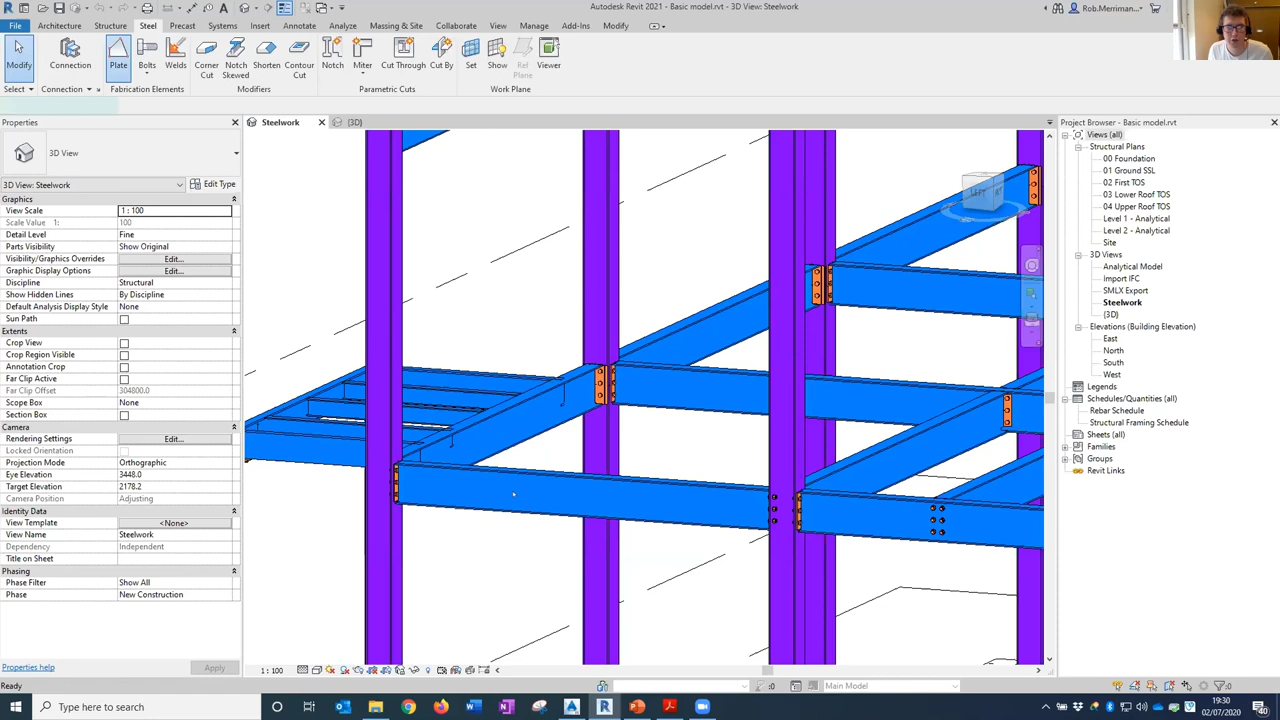 Autodesk Revit 2021 - Basic model.rvt - 3D View: Steelwork
Rob.Merriman...
File Architecture Structure Steel Precast Systems Insert Annotate Analyze Massing & Site Collaborate View Manage Add-Ins Modify
Modify Connection Plate Bolts Welds Corner Cut Notch Skewed Shorten Contour Cut Notch Miter Cut Through Cut By Set Show Ref Plane Viewer
Select Connection Fabrication Elements Modifiers Parametric Cuts Work Plane
Properties
Steelwork
{3D}
Project Browser - Basic model.rvt
3D View
3D View: Steelwork Edit Type
Graphics
View Scale 1 : 100
Scale Value 1: 100
Detail Level Fine
Parts Visibility Show Original
Visibility/Graphics Overrides Edit...
Graphic Display Options Edit...
Discipline Structural
Show Hidden Lines By Discipline
Default Analysis Display Style None
Sun Path
Extents
Crop View
Crop Region Visible
Annotation Crop
Far Clip Active
Far Clip Offset 304800.0
Scope Box None
Section Box
Camera
Rendering Settings Edit...
Locked Orientation
Projection Mode Orthographic
Eye Elevation 3448.0
Target Elevation 2178.2
Camera Position Adjusting
Identity Data
View Template <None>
View Name Steelwork
Dependency Independent
Title on Sheet
Phasing
Phase Filter Show All
Phase New Construction
Properties help Apply
LEFT
Views (all)
Structural Plans
00 Foundation
01 Ground SSL
02 First TOS
03 Lower Roof TOS
04 Upper Roof TOS
Level 1 - Analytical
Level 2 - Analytical
Site
3D Views
Analytical Model
Import IFC
SMLX Export
Steelwork
{3D}
Elevations (Building Elevation)
East
North
South
West
Legends
Schedules/Quantities (all)
Rebar Schedule
Structural Framing Schedule
Sheets (all)
Families
Groups
Revit Links
1 : 100
Ready :0 Main Model :0
Type here to search
19:30
02/07/2020